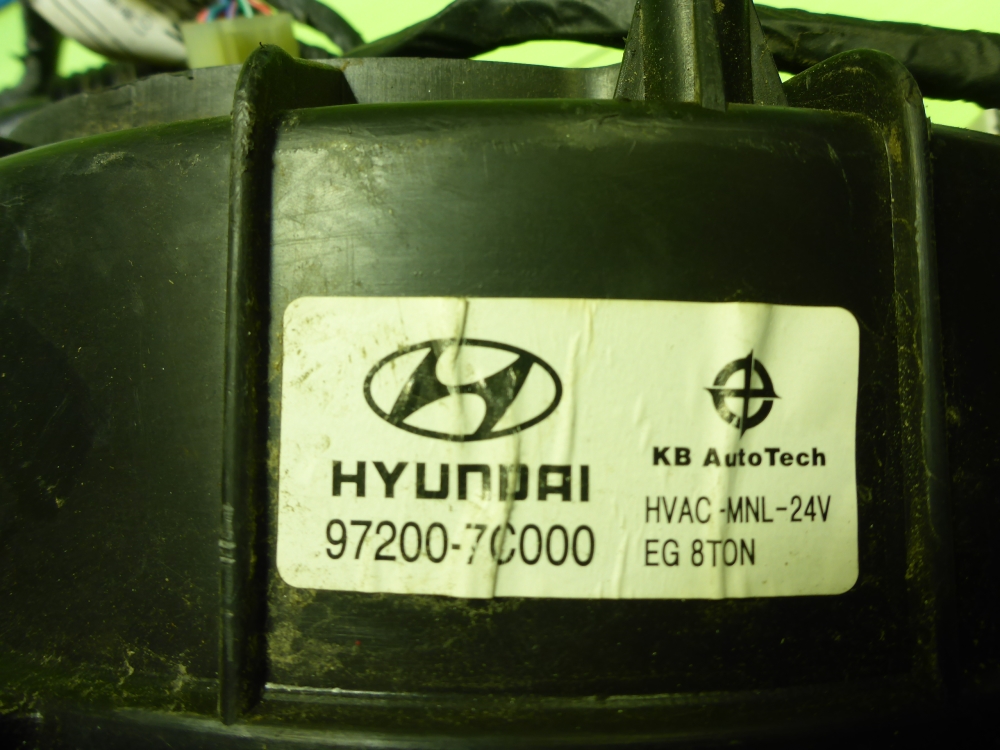 HYUNDAI
97200-7C000
KB AutoTech
HVAC-MNL-24V
EG 8TON